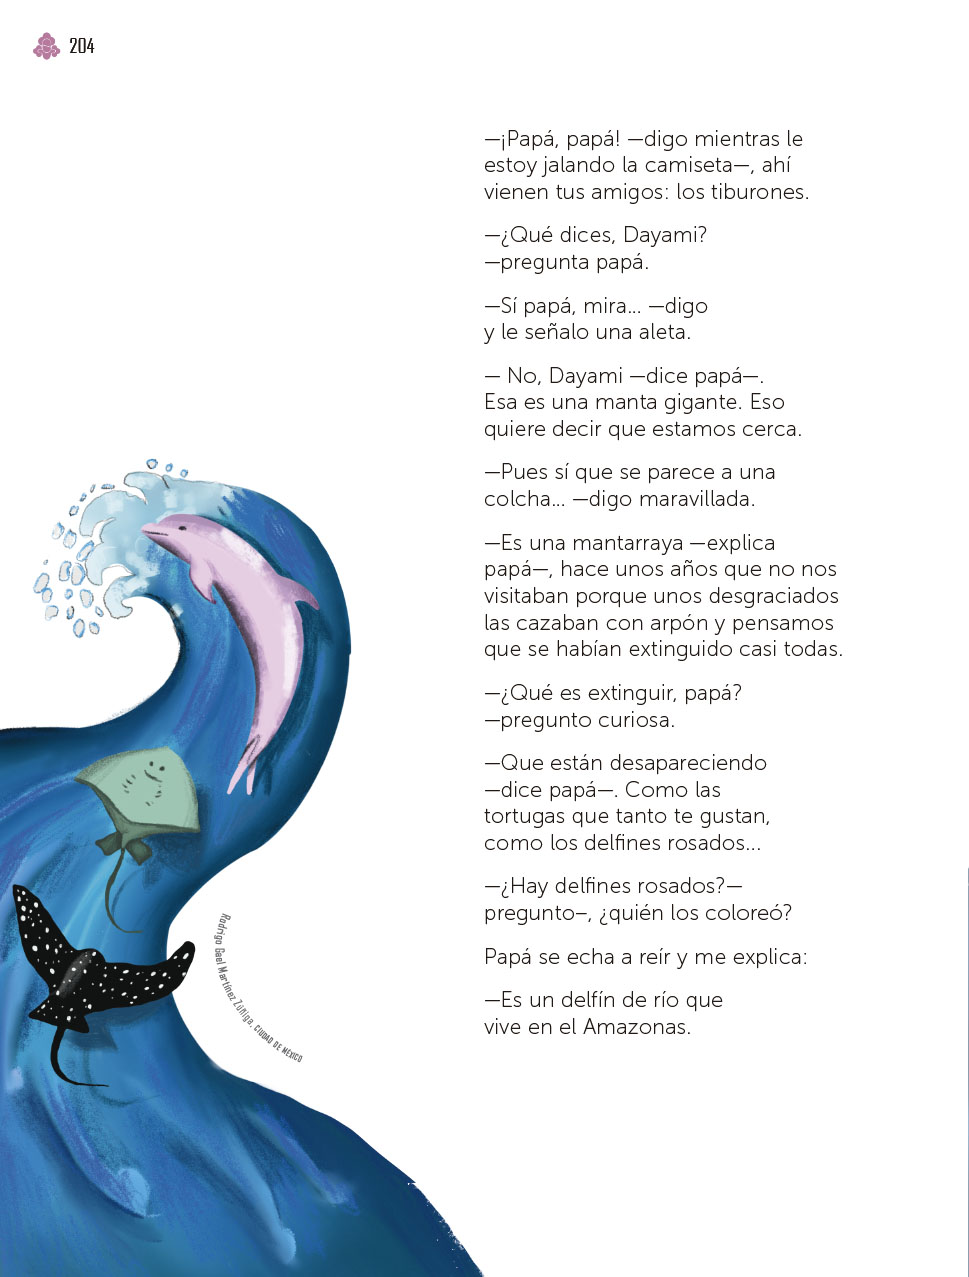 204
—¡Papá, papá! —digo mientras le
estoy jalando la camiseta—, ahí
vienen tus amigos: los tiburones.
—¿Qué dices, Dayami?
—pregunta papá.
—Sí papá, mira... —digo
y le señalo una aleta.
— No, Dayami —dice papá—.
Esa es una manta gigante. Eso
quiere decir que estamos cerca.
—Pues sí que se parece a una
colcha... —digo maravillada.
—Es una mantarraya —explica
papá—, hace unos años que no nos
visitaban porque unos desgraciados
las cazaban con arpón y pensamos
que se habían extinguido casi todas.
—¿Qué es extinguir, papá?
—pregunto curiosa.
—Que están desapareciendo
—dice papá—. Como las
tortugas que tanto te gustan,
como los delfines rosados...
—¿Hay delfines rosados?—
pregunto–, ¿quién los coloreó?
Papá se echa a reír y me explica:
—Es un delfín de río que
vive en el Amazonas.
Rodrigo Gael Martínez Zúñiga, CIUDAD DE MÉXICO